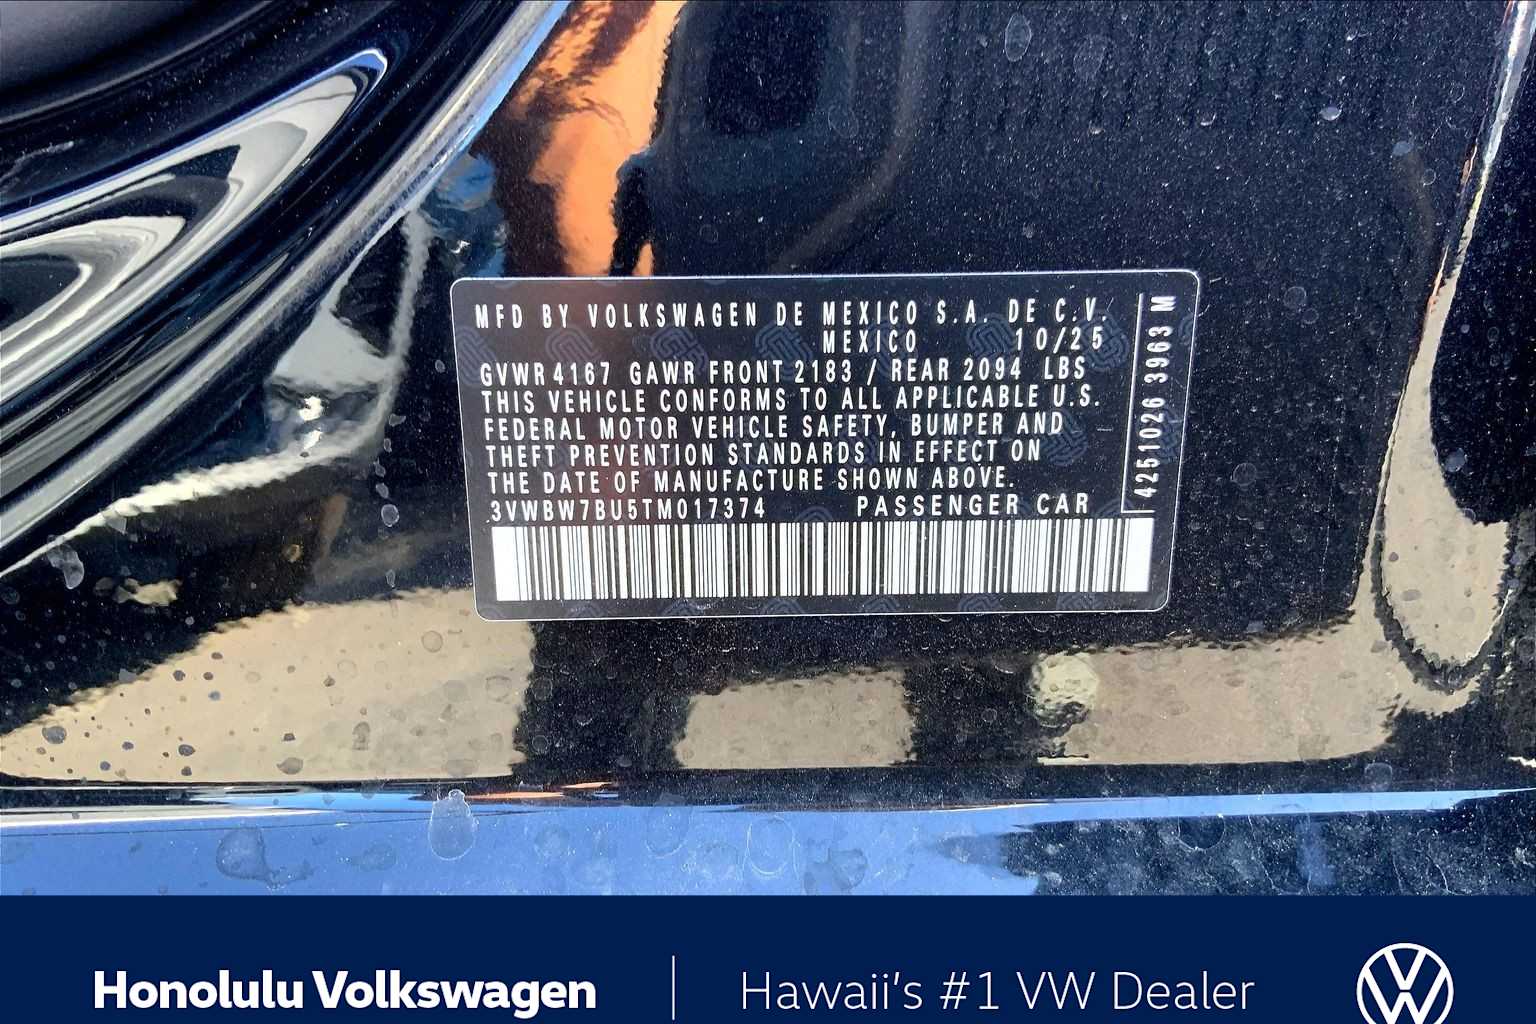 MFD BY VOLKSWAGEN DE MEXICO S.A. DE C.V.
MEXICO 10/25
GVWR 4167 GAWR FRONT 2183 / REAR 2094 LBS
THIS VEHICLE CONFORMS TO ALL APPLICABLE U.S.
FEDERAL MOTOR VEHICLE SAFETY, BUMPER AND
THEFT PREVENTION STANDARDS IN EFFECT ON
THE DATE OF MANUFACTURE SHOWN ABOVE.
3VWBW7BU5TM017374 PASSENGER CAR
4251026 3963 M
Honolulu Volkswagen
Hawaii's #1 VW Dealer